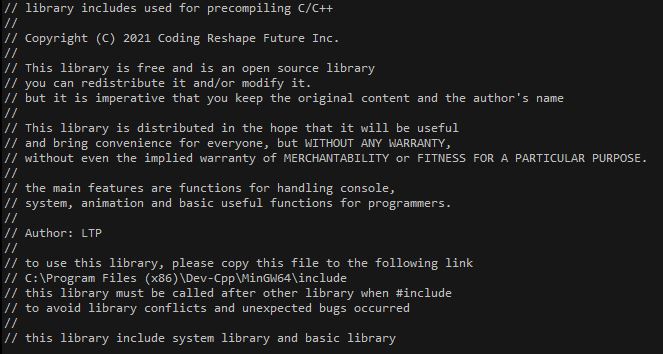 // library includes used for precompiling C/C++
//
// Copyright (C) 2021 Coding Reshape Future Inc.
//
// This library is free and is an open source library
// you can redistribute it and/or modify it.
// but it is imperative that you keep the original content and the author's name
//
// This library is distributed in the hope that it will be useful
// and bring convenience for everyone, but WITHOUT ANY WARRANTY,
// without even the implied warranty of MERCHANTABILITY or FITNESS FOR A PARTICULAR PURPOSE.
//
// the main features are functions for handling console,
// system, animation and basic useful functions for programmers.
//
// Author: LTP
//
// to use this library, please copy this file to the following link
// C:\Program Files (x86)\Dev-Cpp\MinGW64\include
// this library must be called after other library when #include
// to avoid library conflicts and unexpected bugs occurred
//
// this library include system library and basic library